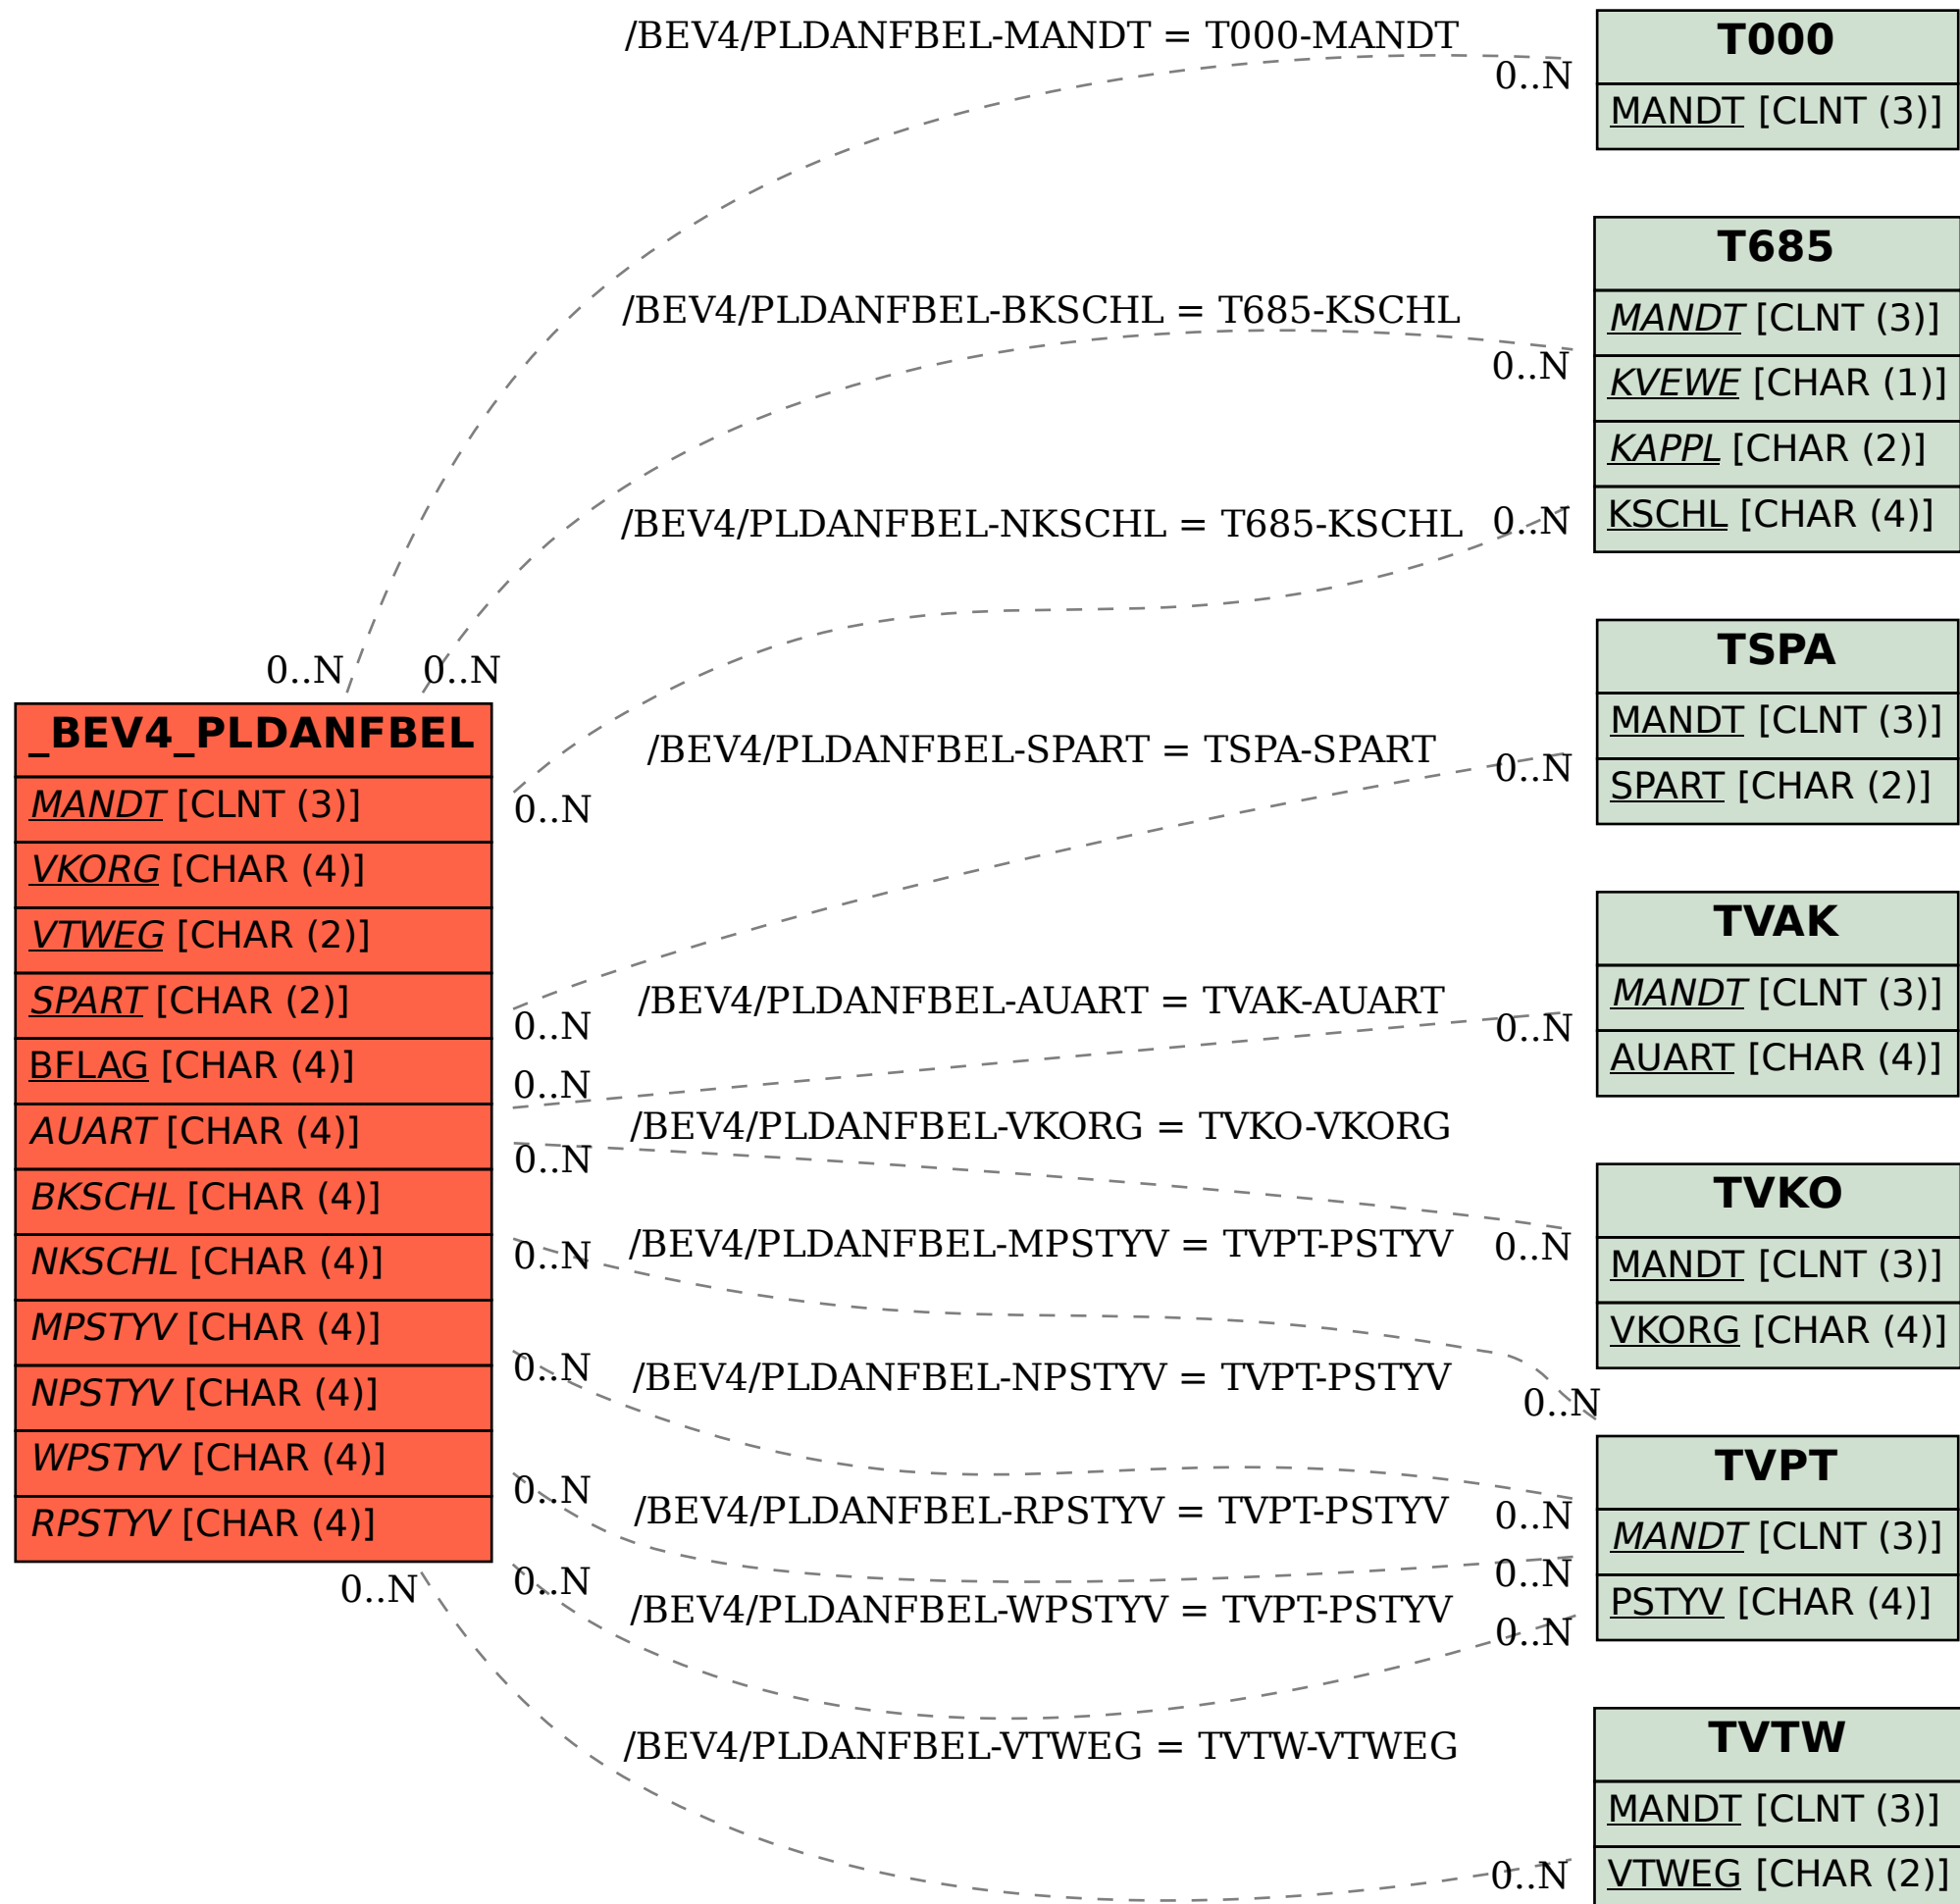 /BEV4/PLDANFBEL-MANDT = T000-MANDT
0..N
T000
MANDT [CLNT (3)]
/BEV4/PLDANFBEL-BKSCHL = T685-KSCHL
0..N
/BEV4/PLDANFBEL-NKSCHL = T685-KSCHL
0..N
T685
MANDT [CLNT (3)]
KVEWE [CHAR (1)]
KAPPL [CHAR (2)]
KSCHL [CHAR (4)]
0..N
0..N
_BEV4_PLDANFBEL
MANDT [CLNT (3)]
VKORG [CHAR (4)]
VTWEG [CHAR (2)]
SPART [CHAR (2)]
BFLAG [CHAR (4)]
AUART [CHAR (4)]
BKSCHL [CHAR (4)]
NKSCHL [CHAR (4)]
MPSTYV [CHAR (4)]
NPSTYV [CHAR (4)]
WPSTYV [CHAR (4)]
RPSTYV [CHAR (4)]
0..N
/BEV4/PLDANFBEL-SPART = TSPA-SPART
0..N
0..N
TSPA
MANDT [CLNT (3)]
SPART [CHAR (2)]
/BEV4/PLDANFBEL-AUART = TVAK-AUART
0..N
0..N
TVAK
MANDT [CLNT (3)]
AUART [CHAR (4)]
/BEV4/PLDANFBEL-VKORG = TVKO-VKORG
0..N
0..N
TVKO
MANDT [CLNT (3)]
VKORG [CHAR (4)]
/BEV4/PLDANFBEL-MPSTYV = TVPT-PSTYV
0..N
0..N
/BEV4/PLDANFBEL-NPSTYV = TVPT-PSTYV
0..N
0..N
/BEV4/PLDANFBEL-RPSTYV = TVPT-PSTYV
0..N
0..N
/BEV4/PLDANFBEL-WPSTYV = TVPT-PSTYV
0..N
0..N
TVPT
MANDT [CLNT (3)]
PSTYV [CHAR (4)]
0..N
/BEV4/PLDANFBEL-VTWEG = TVTW-VTWEG
0..N
TVTW
MANDT [CLNT (3)]
VTWEG [CHAR (2)]